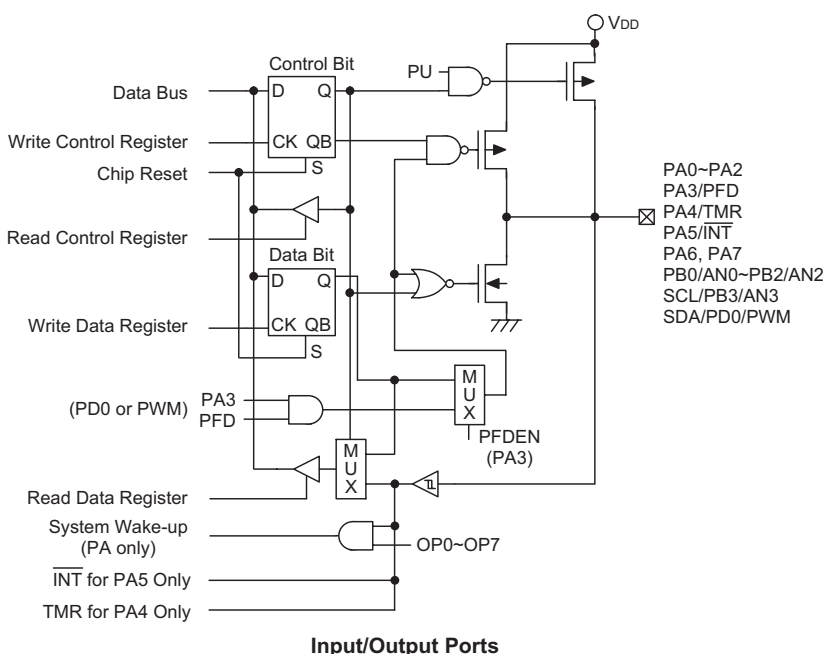 VDD
Control Bit
PU
Data Bus
D
Q
Write Control Register
CK
QB
Chip Reset
S
Read Control Register
Data Bit
D
Q
Write Data Register
CK
QB
S
PA0~PA2
PA3/PFD
PA4/TMR
PA5/INT
PA6, PA7
PB0/AN0~PB2/AN2
SCL/PB3/AN3
SDA/PD0/PWM
(PD0 or PWM)
PA3
PFD
M
U
X
PFDEN
(PA3)
M
U
X
Read Data Register
System Wake-up
(PA only)
OP0~OP7
INT for PA5 Only
TMR for PA4 Only
Input/Output Ports